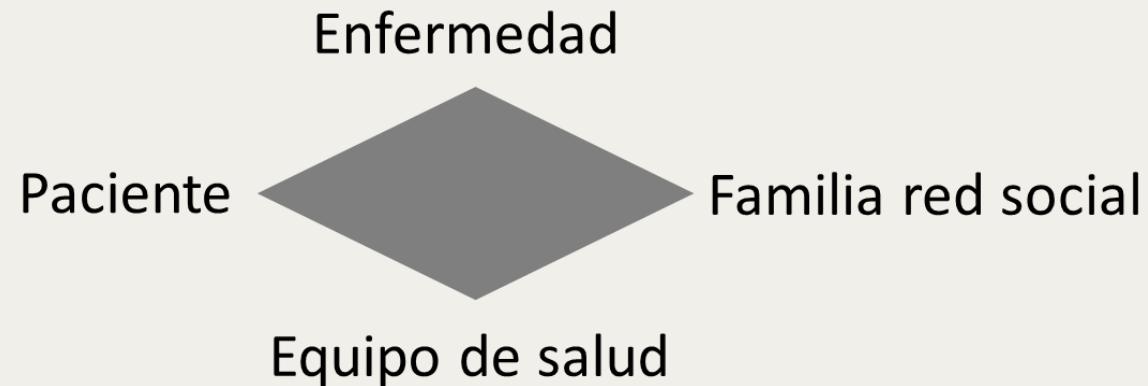 Enfermedad
Paciente
Familia red social
Equipo de salud